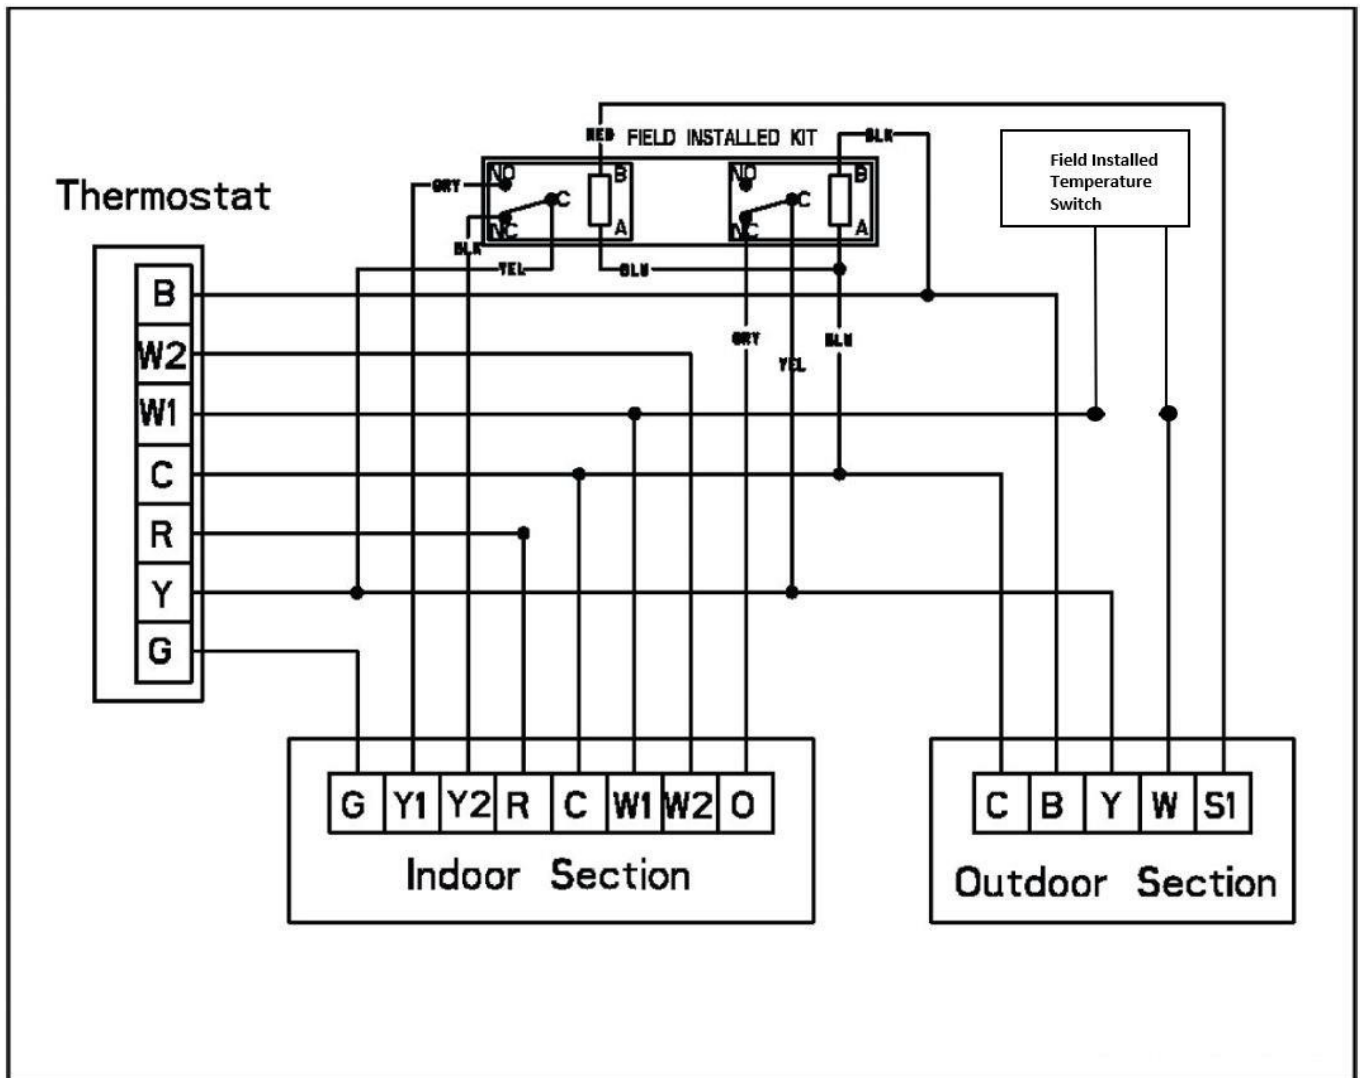 RED FIELD INSTALLED KIT BLK
Field Installed
Temperature
Switch
Thermostat
GRY NO B NO B
C C
NC A NC A
BLK
YEL BLU
B
GRY BLU
W2
YEL
W1
C
R
Y
G
G Y1 Y2 R C W1 W2 O
C B Y W S1
Indoor Section
Outdoor Section